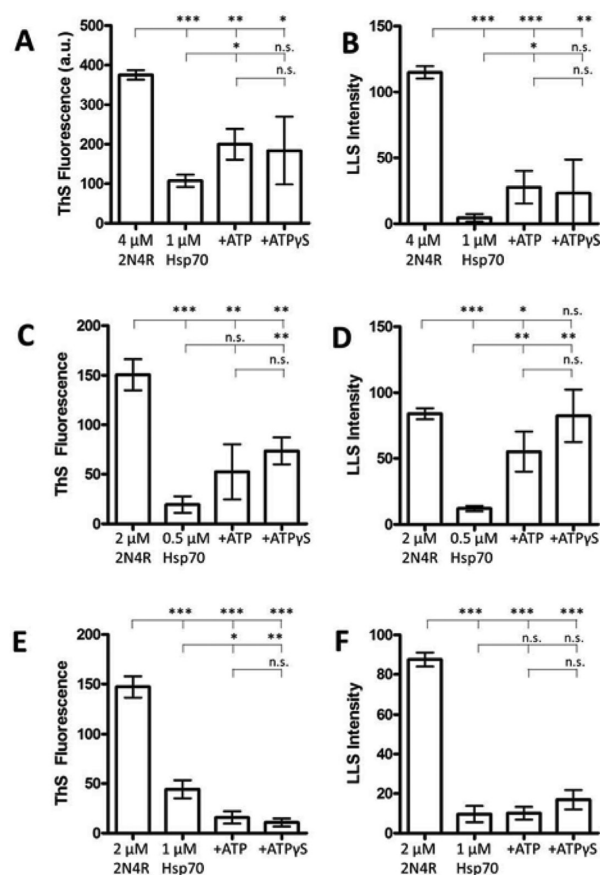 A
*** ** *
* n.s.
n.s.
ThS Fluorescence (a.u.)
500
400
300
200
100
0
4 µM 1 µM +ATP +ATPγS
2N4R Hsp70
B
*** *** **
* n.s.
n.s.
LLS Intensity
150
100
50
0
4 µM 1 µM +ATP +ATPγS
2N4R Hsp70
C
*** ** **
n.s. **
n.s.
ThS Fluorescence
200
150
100
50
0
2 µM 0.5 µM +ATP +ATPγS
2N4R Hsp70
D
*** * n.s.
** **
n.s.
LLS Intensity
150
100
50
0
2 µM 0.5 µM +ATP +ATPγS
2N4R Hsp70
E
*** *** ***
* **
n.s.
ThS Fluorescence
200
150
100
50
0
2 µM 1 µM +ATP +ATPγS
2N4R Hsp70
F
*** *** ***
n.s. n.s.
n.s.
LLS Intensity
100
80
60
40
20
0
2 µM 1 µM +ATP +ATPγS
2N4R Hsp70